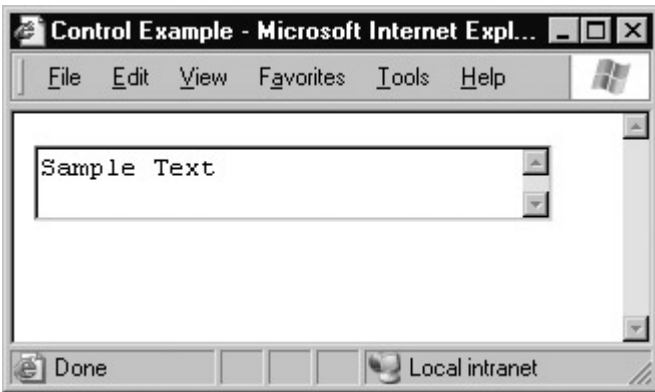 Control Example - Microsoft Internet Expl...
File Edit View Favorites Tools Help
Sample Text
Done Local intranet